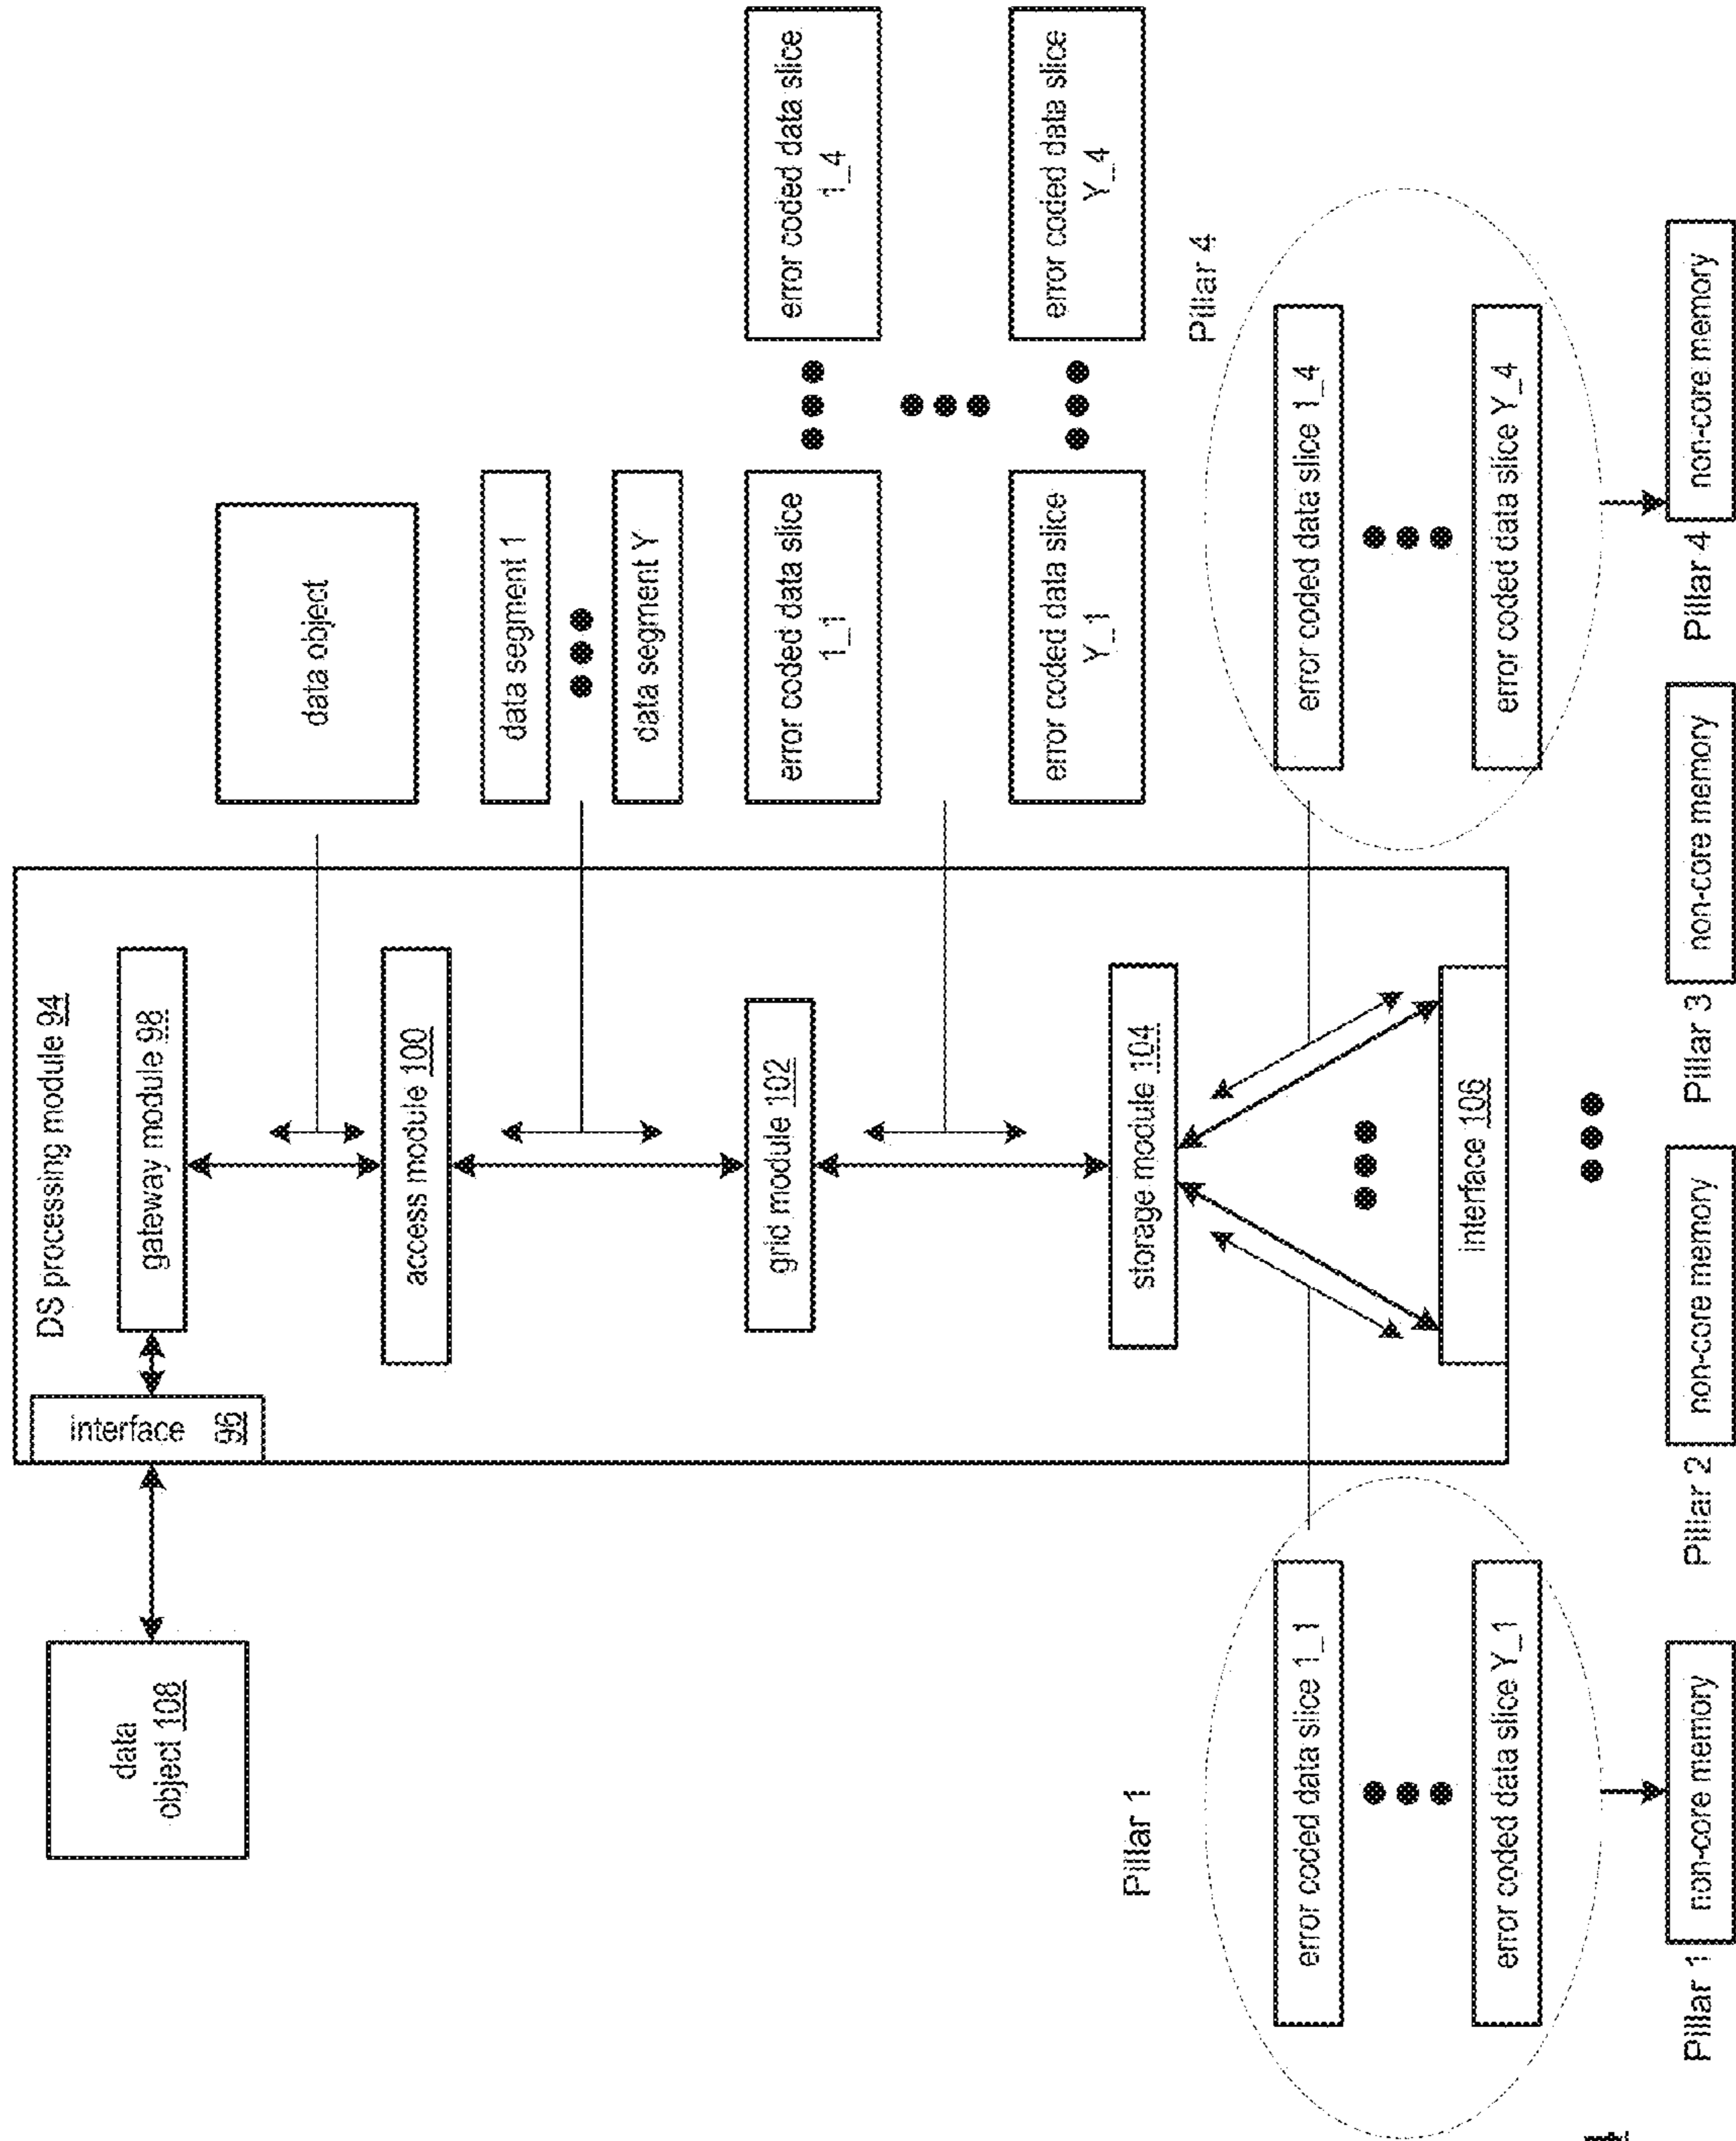 DS processing module 94
data
object 108
interface 96
gateway module 98
data object
access module 100
data segment 1
data segment Y
grid module 102
error coded data slice
1_1
error coded data slice
1_4
error coded data slice
Y_1
error coded data slice
Y_4
storage module 104
Pillar 1
Pillar 4
error coded data slice 1_1
error coded data slice 1_4
interface 106
error coded data slice Y_1
error coded data slice Y_4
Pillar 1 non-core memory
Pillar 2 non-core memory
Pillar 3 non-core memory
Pillar 4 non-core memory